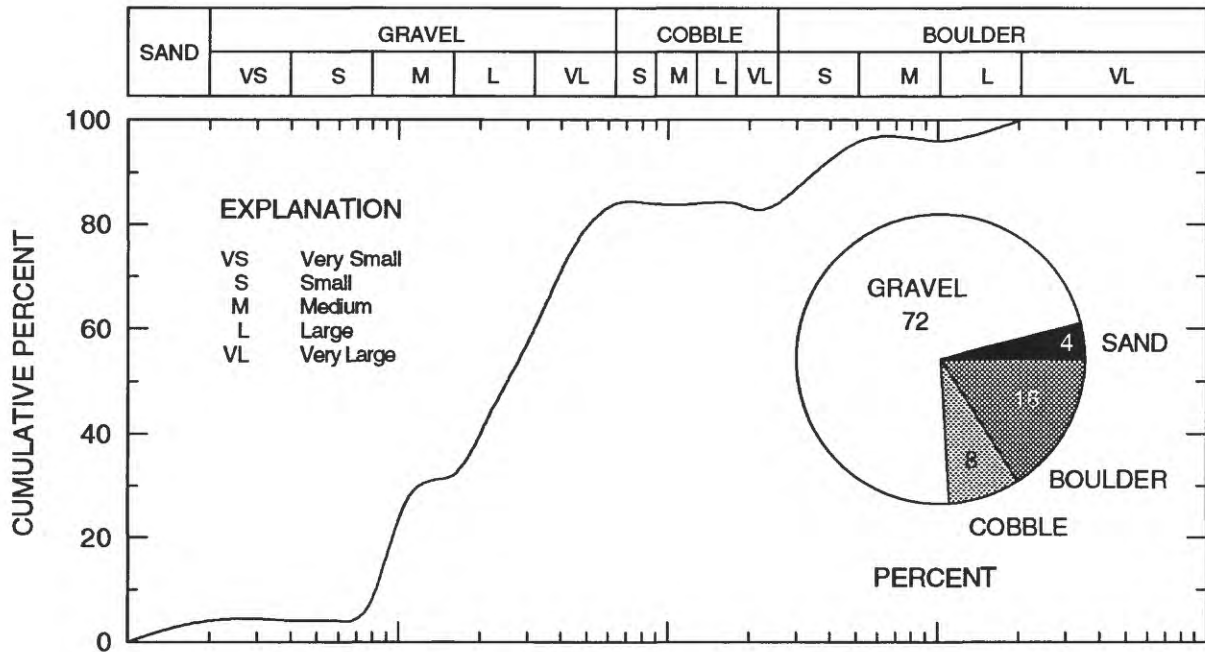 SAND GRAVEL COBBLE BOULDER
VS S M L VL S M L VL S M L VL
100
80
60
40
20
0
CUMULATIVE PERCENT
EXPLANATION
VS Very Small
S Small
M Medium
L Large
VL Very Large
GRAVEL
72
4 SAND
BOULDER
8
COBBLE
PERCENT